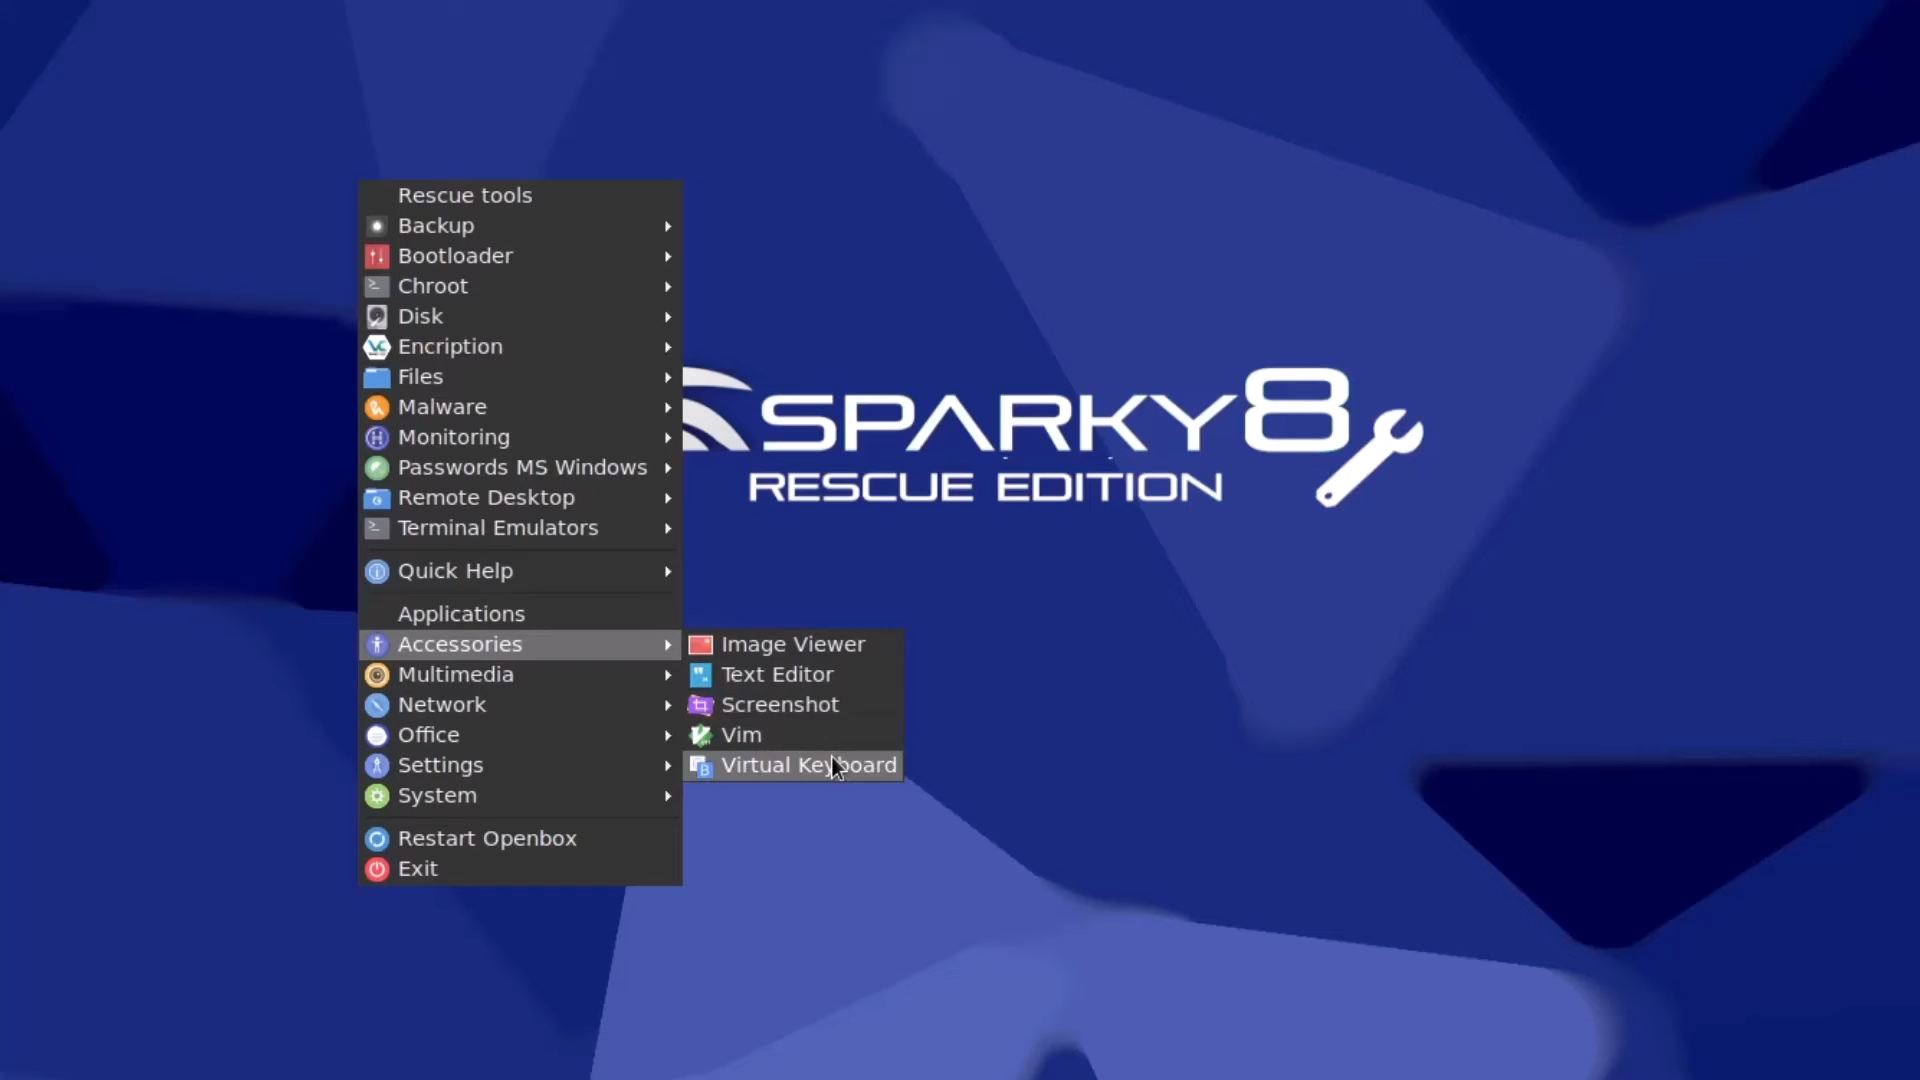 Rescue tools
Backup
Bootloader
Chroot
Disk
Encription
Files
Malware
Monitoring
Passwords MS Windows
Remote Desktop
Terminal Emulators
Quick Help
Applications
Accessories
Multimedia
Network
Office
Settings
System
Restart Openbox
Exit
Image Viewer
Text Editor
Screenshot
Vim
Virtual Keyboard
SPARKY8
RESCUE EDITION